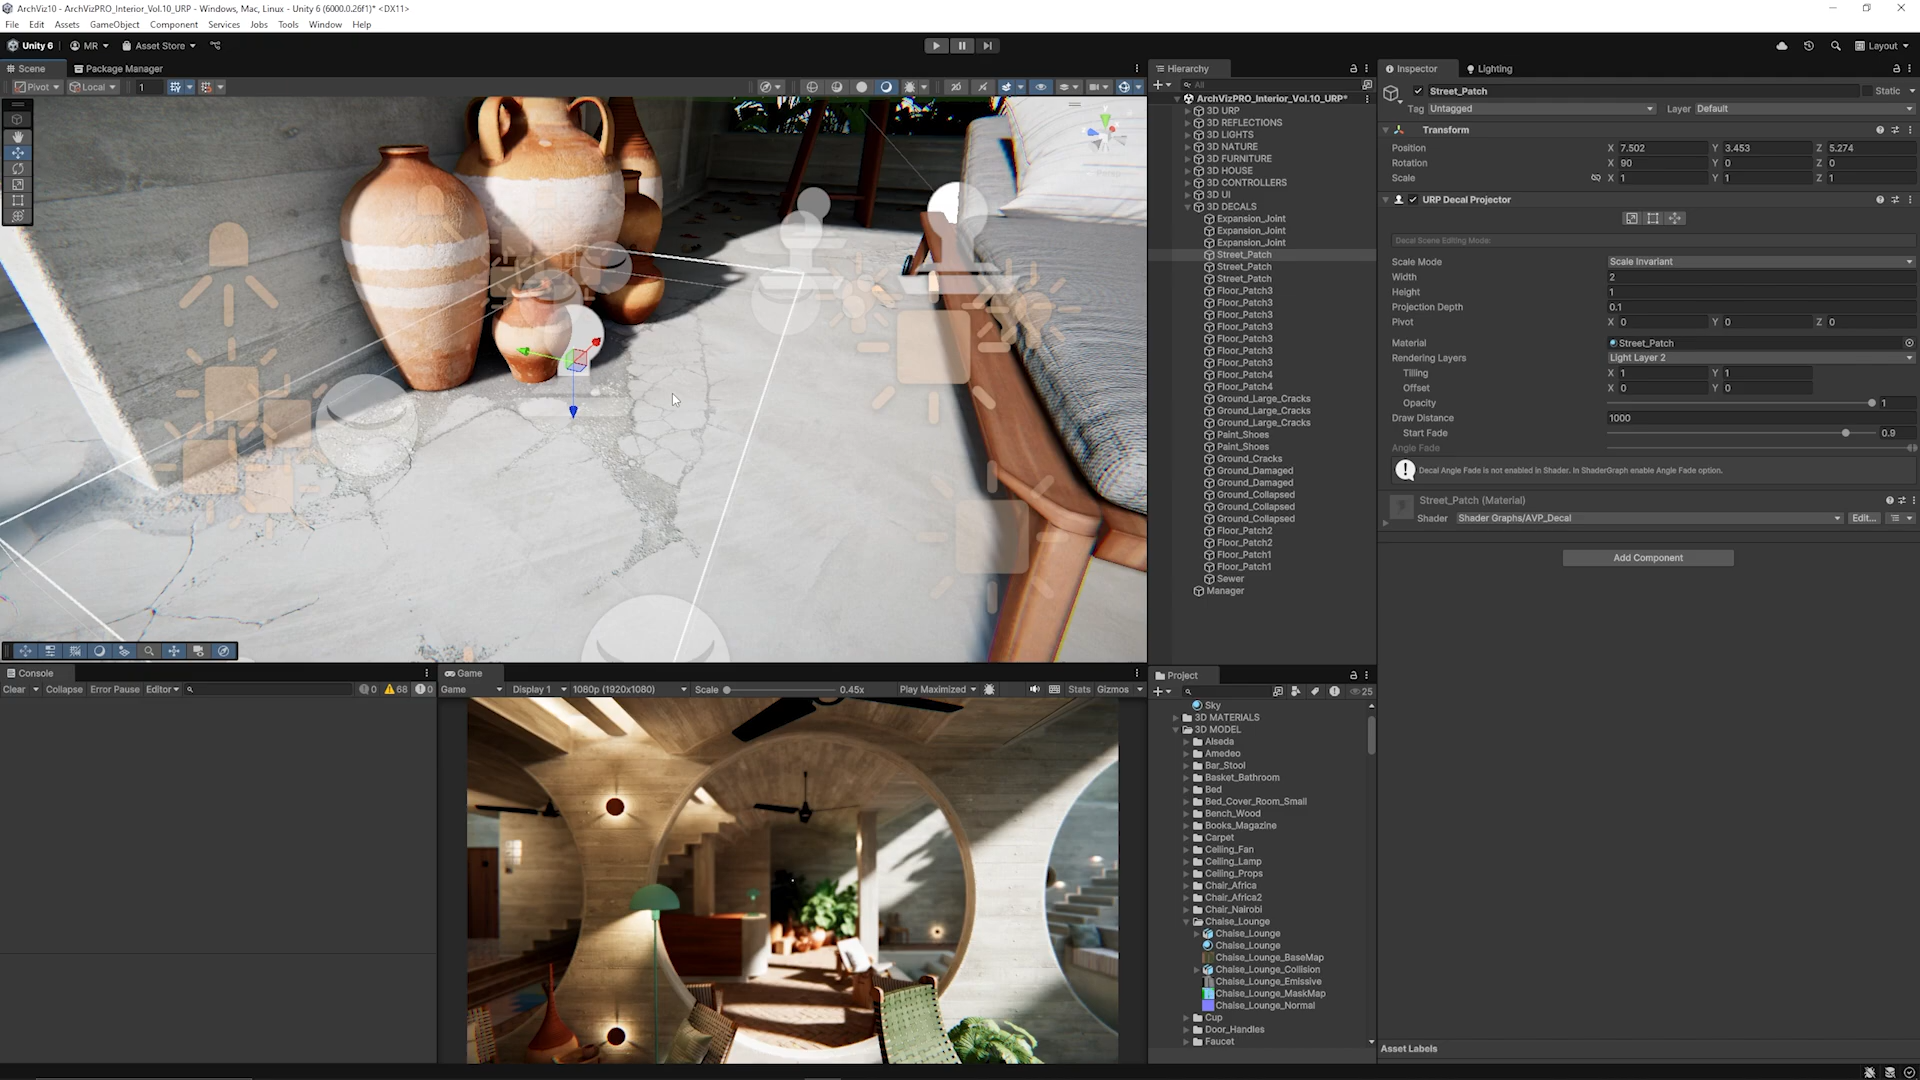 ArchViz10 - ArchVizPRO_Interior_Vol.10_URP - Windows, Mac, Linux - Unity 6 (6000.0.26f1)* <DX11>
File Edit Assets GameObject Component Services Jobs Tools Window Help
Unity 6 MR Asset Store Layout
Scene Package Manager
Pivot Local 1
Hierarchy
All
ArchVizPRO_Interior_Vol.10_URP*
3D URP
3D REFLECTIONS
3D LIGHTS
3D NATURE
3D FURNITURE
3D HOUSE
3D CONTROLLERS
3D UI
3D DECALS
Expansion_Joint
Expansion_Joint
Expansion_Joint
Street_Patch
Street_Patch
Street_Patch
Floor_Patch3
Floor_Patch3
Floor_Patch3
Floor_Patch3
Floor_Patch3
Floor_Patch3
Floor_Patch3
Floor_Patch4
Floor_Patch4
Ground_Large_Cracks
Ground_Large_Cracks
Ground_Large_Cracks
Paint_Shoes
Paint_Shoes
Ground_Cracks
Ground_Damaged
Ground_Damaged
Ground_Collapsed
Ground_Collapsed
Ground_Collapsed
Floor_Patch2
Floor_Patch2
Floor_Patch1
Floor_Patch1
Sewer
Manager
Inspector Lighting
Street_Patch Static
Tag Untagged Layer Default
Transform
Position X 7.502 Y 3.453 Z 5.274
Rotation X 90 Y 0 Z 0
Scale X 1 Y 1 Z 1
URP Decal Projector
Decal Scene Editing Mode:
Scale Mode Scale Invariant
Width 2
Height 1
Projection Depth 0.1
Pivot X 0 Y 0 Z 0
Material Street_Patch
Rendering Layers Light Layer 2
Tilling X 1 Y 1
Offset X 0 Y 0
Opacity 1
Draw Distance 1000
Start Fade 0.9
Angle Fade
Decal Angle Fade is not enabled in Shader. In ShaderGraph enable Angle Fade option.
Street_Patch (Material)
Shader Shader Graphs/AVP_Decal Edit...
Add Component
Asset Labels
Console
Clear Collapse Error Pause Editor 0 68 0
Game
Game Display 1 1080p (1920x1080) Scale 0.45x Play Maximized Stats Gizmos
Project
25
Sky
3D MATERIALS
3D MODEL
Alseda
Amedeo
Bar_Stool
Basket_Bathroom
Bed
Bed_Cover_Room_Small
Bench_Wood
Books_Magazine
Carpet
Ceiling_Fan
Ceiling_Lamp
Ceiling_Props
Chair_Africa
Chair_Africa2
Chair_Nairobi
Chaise_Lounge
Chaise_Lounge
Chaise_Lounge
Chaise_Lounge_BaseMap
Chaise_Lounge_Collision
Chaise_Lounge_Emissive
Chaise_Lounge_MaskMap
Chaise_Lounge_Normal
Cup
Door_Handles
Faucet